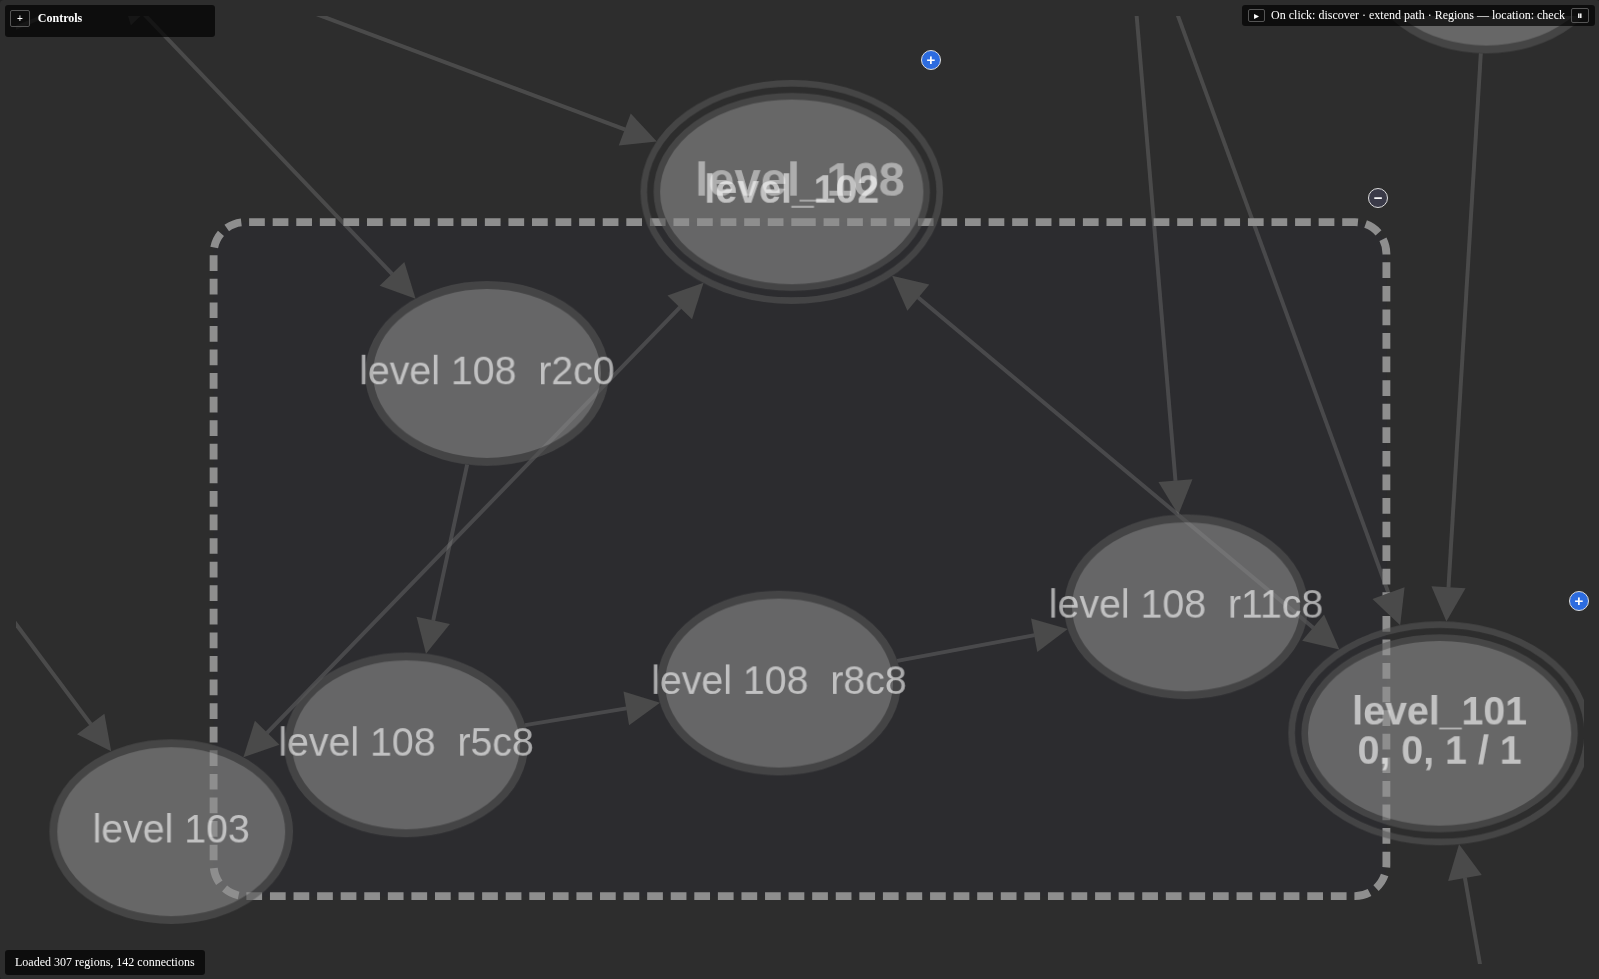 + Controls
▶ On click: discover · extend path · Regions — location: check ⏸
+
level_108
level_102
−
level 108 r2c0
+
level 108 r11c8
level 108 r8c8
level_101
0, 0, 1 / 1
level 108 r5c8
level 103
Loaded 307 regions, 142 connections